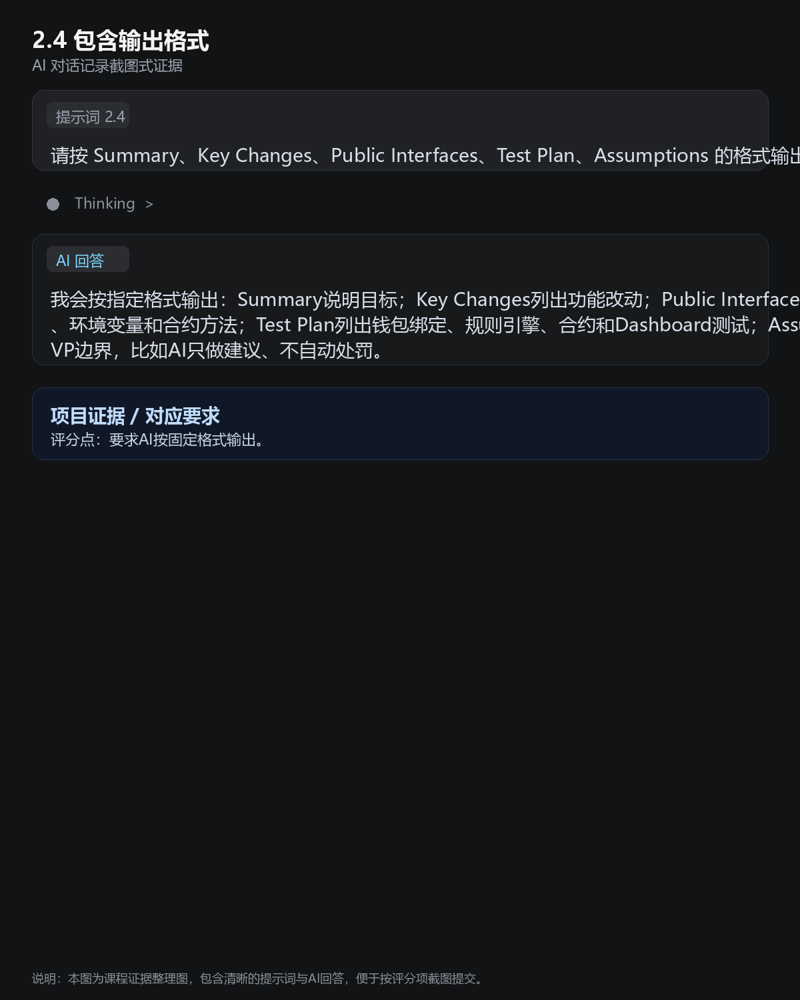 2.4 包含输出格式
AI 对话记录截图式证据
提示词 2.4
请按 Summary、Key Changes、Public Interfaces、Test Plan、Assumptions 的格式输出
Thinking >
AI 回答
我会按指定格式输出：Summary说明目标；Key Changes列出功能改动；Public Interface
、环境变量和合约方法；Test Plan列出钱包绑定、规则引擎、合约和Dashboard测试；Ass
VP边界，比如AI只做建议、不自动处罚。
项目证据 / 对应要求
评分点：要求AI按固定格式输出。
说明：本图为课程证据整理图，包含清晰的提示词与AI回答，便于按评分项截图提交。